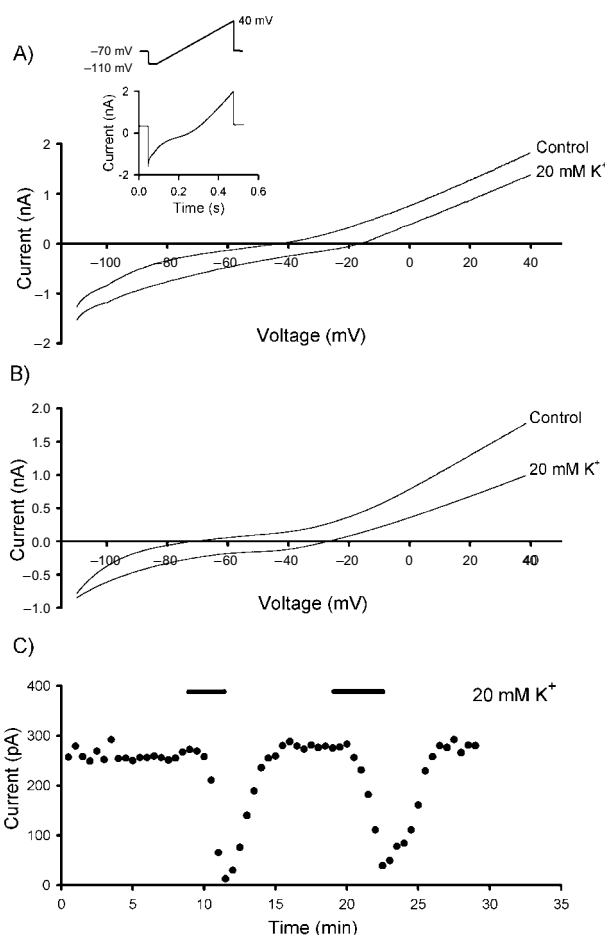 A)
40 mV
–70 mV
–110 mV
Current (nA)
2
0
–2
0.0 0.2 0.4 0.6
Time (s)
Current (nA)
2
1
0
–1
–2
–100 –80 –60 –40 –20 0 20 40
Voltage (mV)
Control
20 mM K+
B)
Current (nA)
2.0
1.5
1.0
0.5
0.0
–0.5
–1.0
–100 –80 –60 –40 –20 0 20 40
Voltage (mV)
Control
20 mM K+
C)
20 mM K+
Current (pA)
400
300
200
100
0
0 5 10 15 20 25 30 35
Time (min)